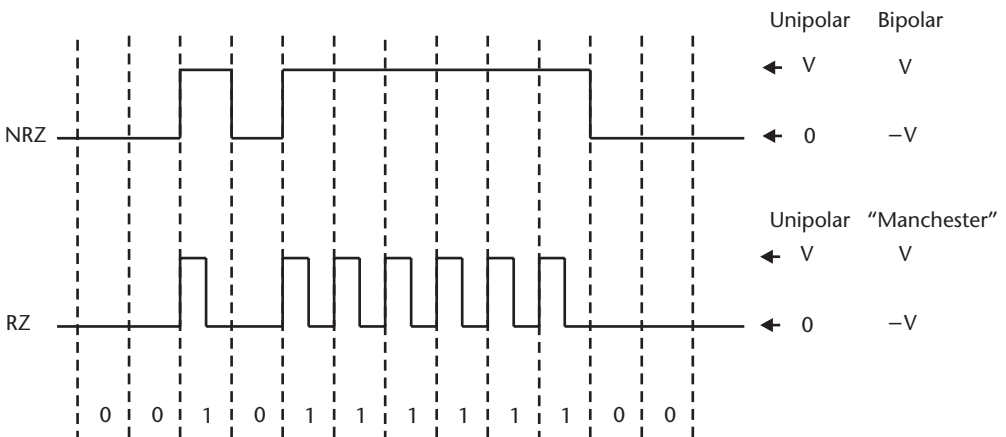 Unipolar Bipolar
V V
NRZ 0 −V
Unipolar “Manchester”
V V
RZ 0 −V
0 0 1 0 1 1 1 1 1 1 0 0